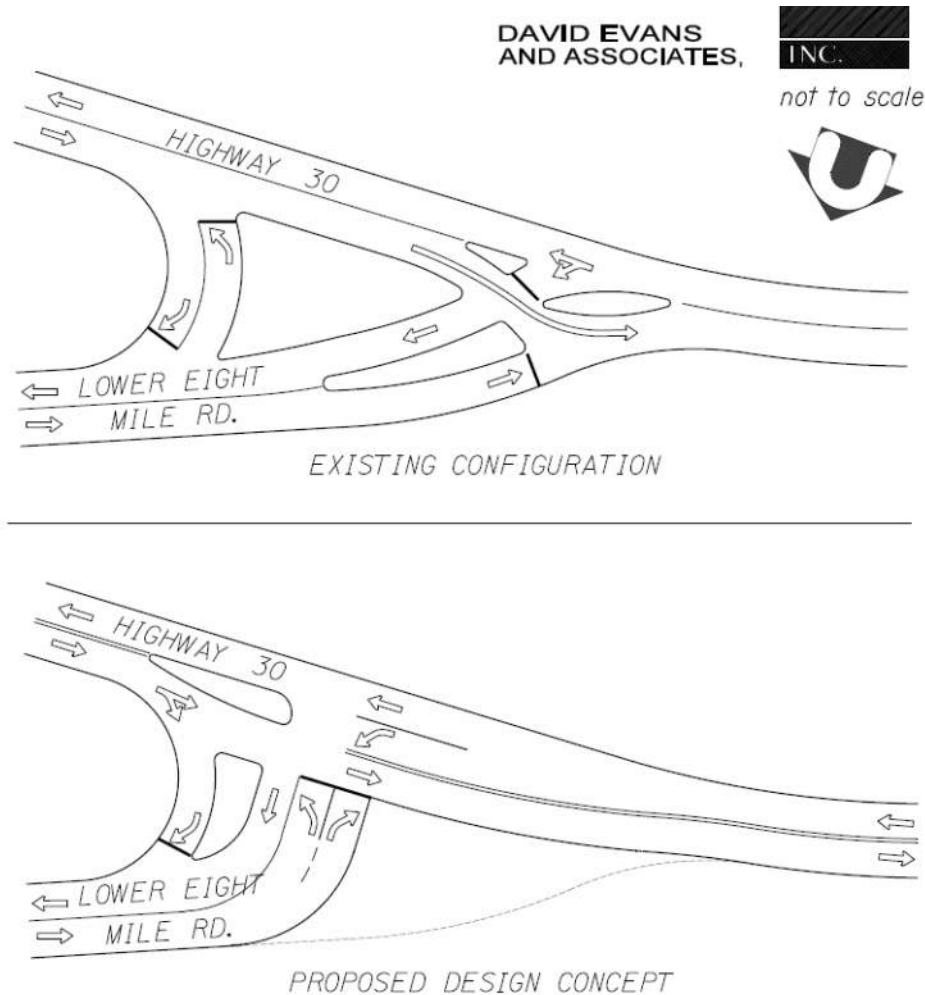 DAVID EVANS
AND ASSOCIATES,
INC.
not to scale
HIGHWAY 30
LOWER EIGHT
MILE RD.
EXISTING CONFIGURATION
HIGHWAY 30
LOWER EIGHT
MILE RD.
PROPOSED DESIGN CONCEPT